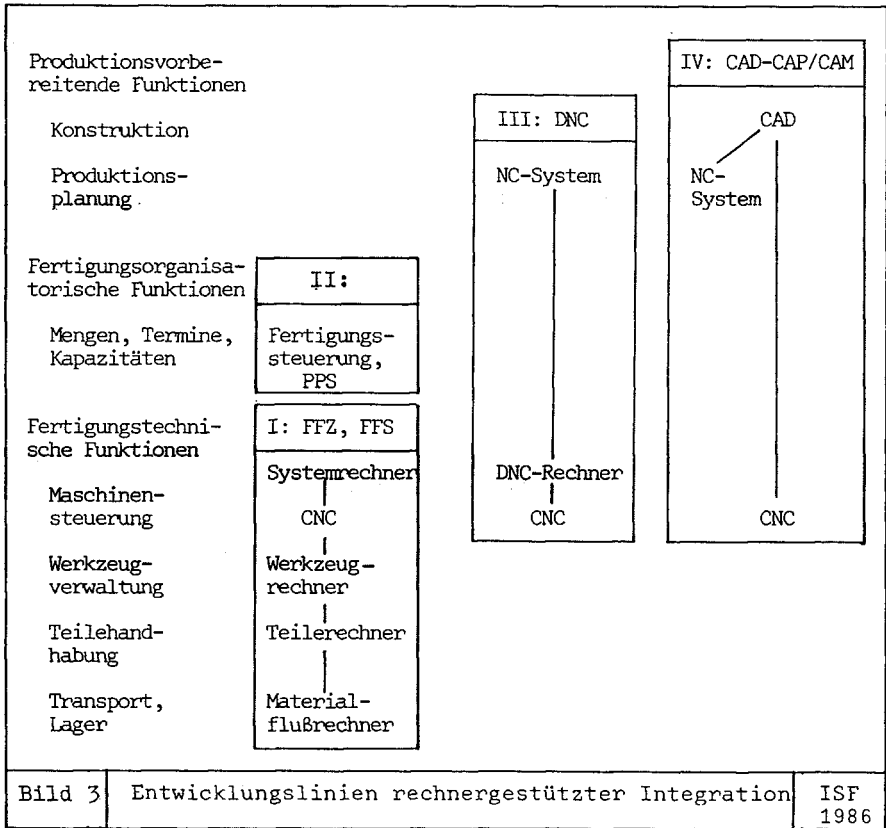 Produktionsvorbe-
reitende Funktionen
Konstruktion
Produktions-
planung
Fertigungsorganisa-
torische Funktionen
Mengen, Termine,
Kapazitäten
Fertigungstechni-
sche Funktionen
Maschinen-
steuerung
Werkzeug-
verwaltung
Teilehand-
habung
Transport,
Lager
II:
Fertigungs-
steuerung,
PPS
I: FFZ, FFS
Systemrechner
CNC
Werkzeug-
rechner
Teilerechner
Material-
flußrechner
III: DNC
NC-System
DNC-Rechner
CNC
IV: CAD-CAP/CAM
CAD
NC-
System
CNC
Bild 3
Entwicklungslinien rechnergestützter Integration
ISF
1986